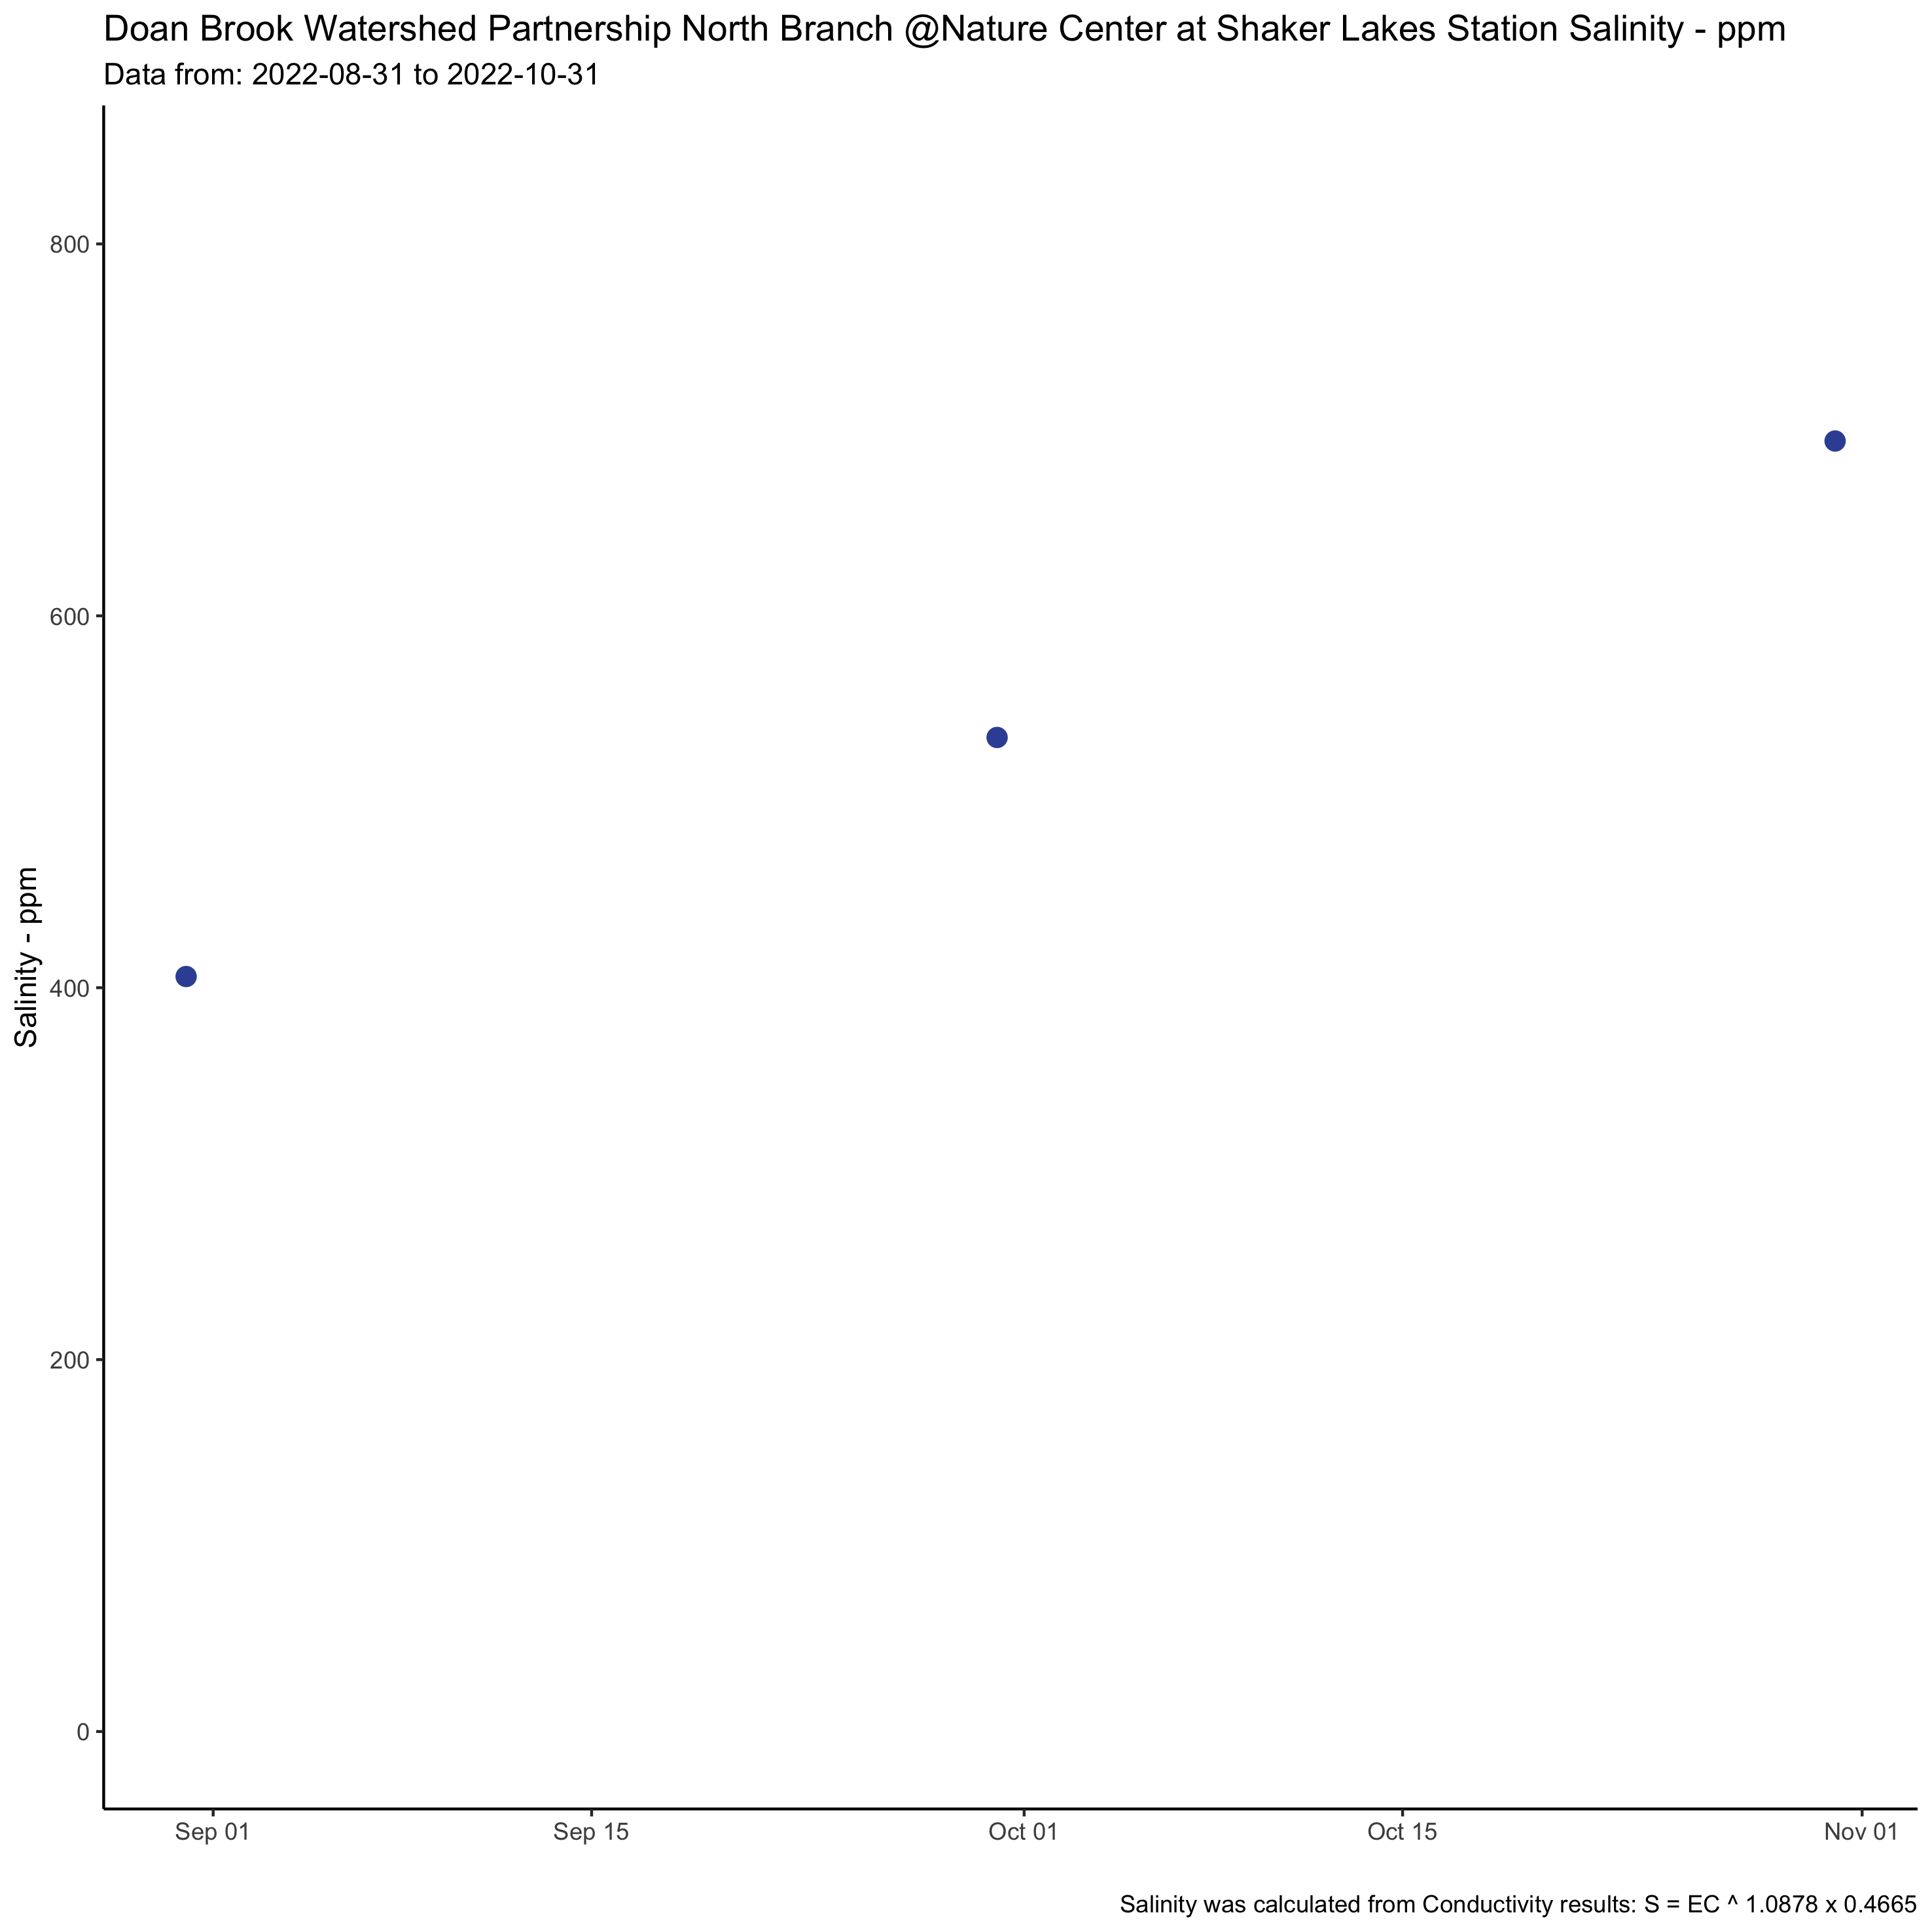 Doan Brook Watershed Partnership North Branch @Nature Center at Shaker Lakes Station Salinity - ppm
Data from: 2022-08-31 to 2022-10-31
Salinity - ppm
800
600
400
200
0
Sep 01
Sep 15
Oct 01
Oct 15
Nov 01
Salinity was calculated from Conductivity results: S = EC ^ 1.0878 x 0.4665